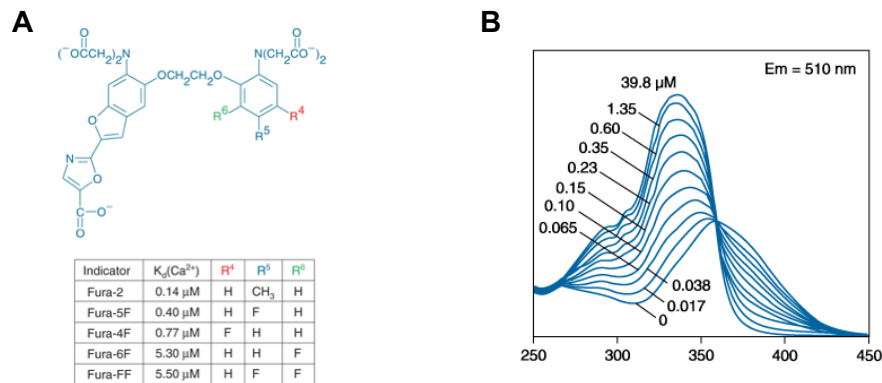 A
B
(⁻OCCH₂)₂N
O
OCH₂CH₂O
N(CH₂CO⁻)₂
O
R⁶
R⁴
R⁵
O
N
O
C—O⁻
O
Indicator K_d(Ca²⁺) R⁴ R⁵ R⁶
Fura-2 0.14 μM H CH₃ H
Fura-5F 0.40 μM H F H
Fura-4F 0.77 μM F H H
Fura-6F 5.30 μM H H F
Fura-FF 5.50 μM H F F
Em = 510 nm
39.8 μM
1.35
0.60
0.35
0.23
0.15
0.10
0.065
0.038
0.017
0
250 300 350 400 450